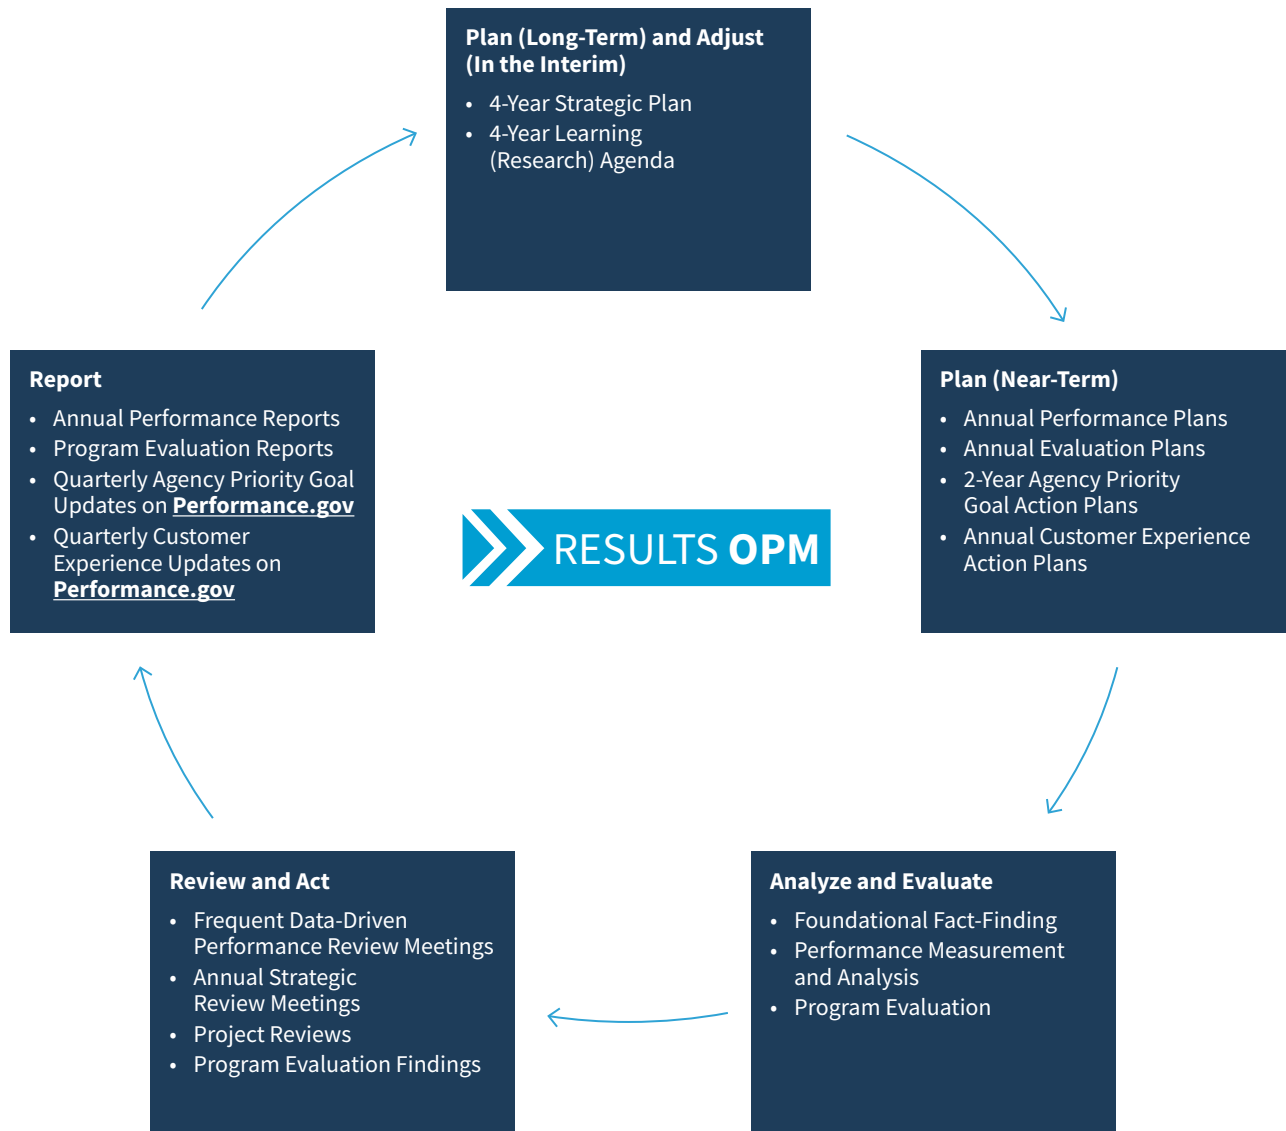 Plan (Long-Term) and Adjust
(In the Interim)
• 4-Year Strategic Plan
• 4-Year Learning
(Research) Agenda
Plan (Near-Term)
• Annual Performance Plans
• Annual Evaluation Plans
• 2-Year Agency Priority
Goal Action Plans
• Annual Customer Experience
Action Plans
Analyze and Evaluate
• Foundational Fact-Finding
• Performance Measurement
and Analysis
• Program Evaluation
Review and Act
• Frequent Data-Driven
Performance Review Meetings
• Annual Strategic
Review Meetings
• Project Reviews
• Program Evaluation Findings
Report
• Annual Performance Reports
• Program Evaluation Reports
• Quarterly Agency Priority Goal
Updates on Performance.gov
• Quarterly Customer
Experience Updates on
Performance.gov
RESULTS OPM